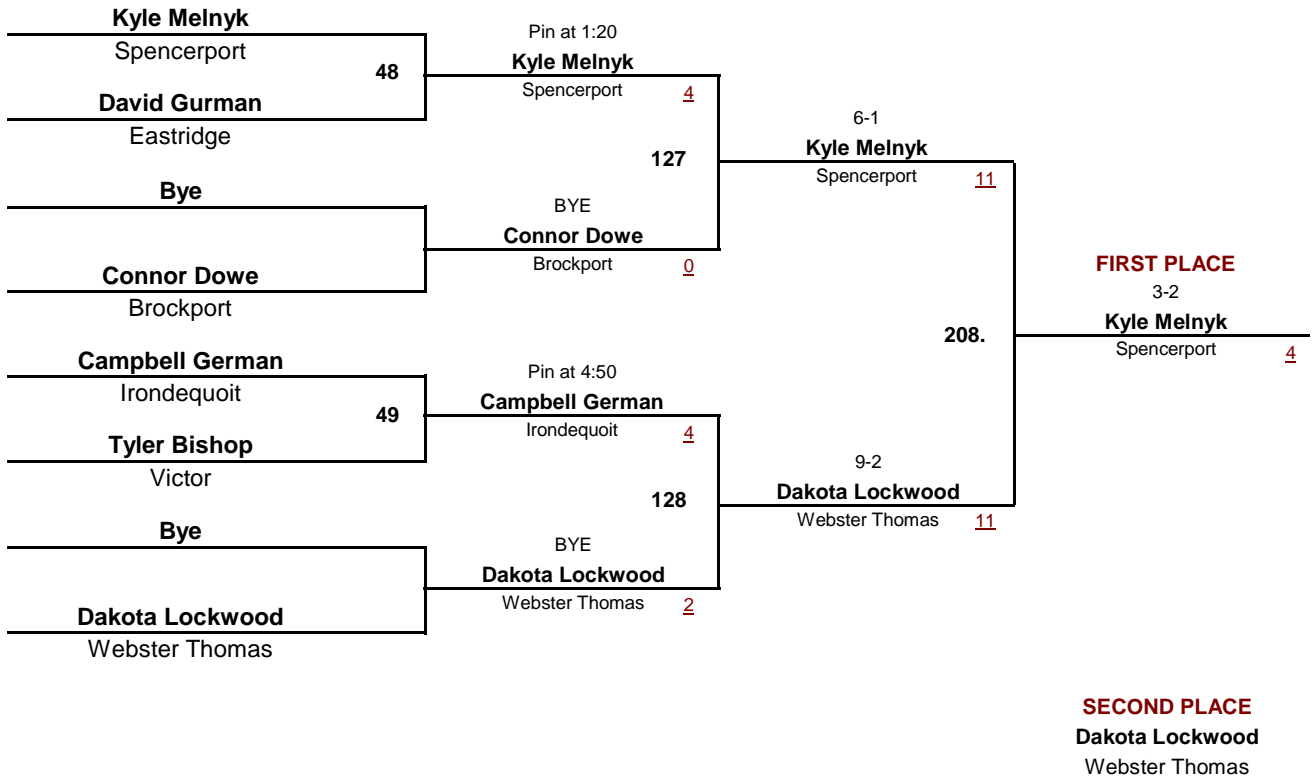 Kyle Melnyk
Spencerport
48
David Gurman
Eastridge
Bye
Connor Dowe
Brockport
Campbell German
Irondequoit
49
Tyler Bishop
Victor
Bye
Dakota Lockwood
Webster Thomas
Pin at 1:20
Kyle Melnyk
Spencerport 4
127
BYE
Connor Dowe
Brockport 0
Pin at 4:50
Campbell German
Irondequoit 4
128
BYE
Dakota Lockwood
Webster Thomas 2
6-1
Kyle Melnyk
Spencerport 11
208.
9-2
Dakota Lockwood
Webster Thomas 11
FIRST PLACE
3-2
Kyle Melnyk
Spencerport 4
SECOND PLACE
Dakota Lockwood
Webster Thomas